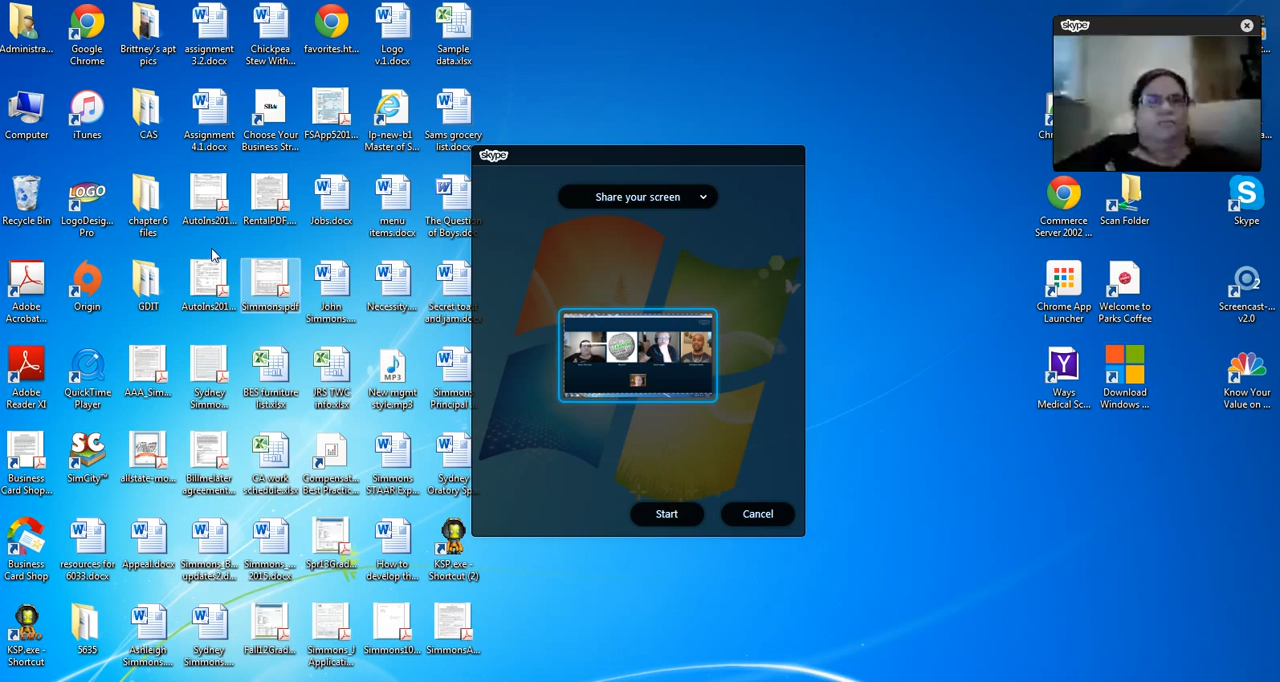 Administra...
Google
Chrome
Brittney's apt
pics
assignment
3.2.docx
Chickpea
Stew With...
favorites.ht...
Logo
v.1.docx
Sample
data.xlsx
Computer
iTunes
CAS
Assignment
4.1.docx
Choose Your
Business Str...
FSApp5201...
lp-new-b1
Master of S...
Sams grocery
list.docx
Recycle Bin
LOGO
LogoDesig...
Pro
chapter 6
files
AutoIns201...
RentalPDF....
Jobs.docx
menu
items.docx
The Question
of Boys.doc
Adobe
Acrobat...
Origin
GDIT
AutoIns201...
Simmons.pdf
John
Simmons....
Necessity...
Secret toa
and jam.d
Adobe
Reader XI
QuickTime
Player
AAA_Sim...
Sydney
Simmo...
BES furniture
list.xlsx
JRS TWC
info.xlsx
MP3
New mgmt
style.mp3
Simmon
Principal
Business
Card Shop...
SC
SimCity™
allstate-mo...
Billmelater
agreement...
CA work
schedle.xlsx
Compensat...
Best Practic...
Simmons
STAAR Exp...
Sydney
Oratory Sp
Business
Card Shop
resources for
6033.docx
Appeal.docx
Simmons_B...
updates2.d...
Simmons_...
2015.docx
Spr13Grad...
How to
develop th...
KSP.exe -
Shortcut (2)
KSP.exe -
Shortcut
5635
Ashleigh
Simmons....
Sydney
Simmons....
Fall12Grad...
Simmons_J
Applicati...
Simmons10...
SimmonsA...
skype
Share your screen
Start
Cancel
skype
Commerce
Server 2002 ...
Scan Folder
Skype
Chrome App
Launcher
Welcome to
Parks Coffee
Screencast-...
v2.0
Ways
Medical Sc...
Download
Windows ...
Know Your
Value on ...